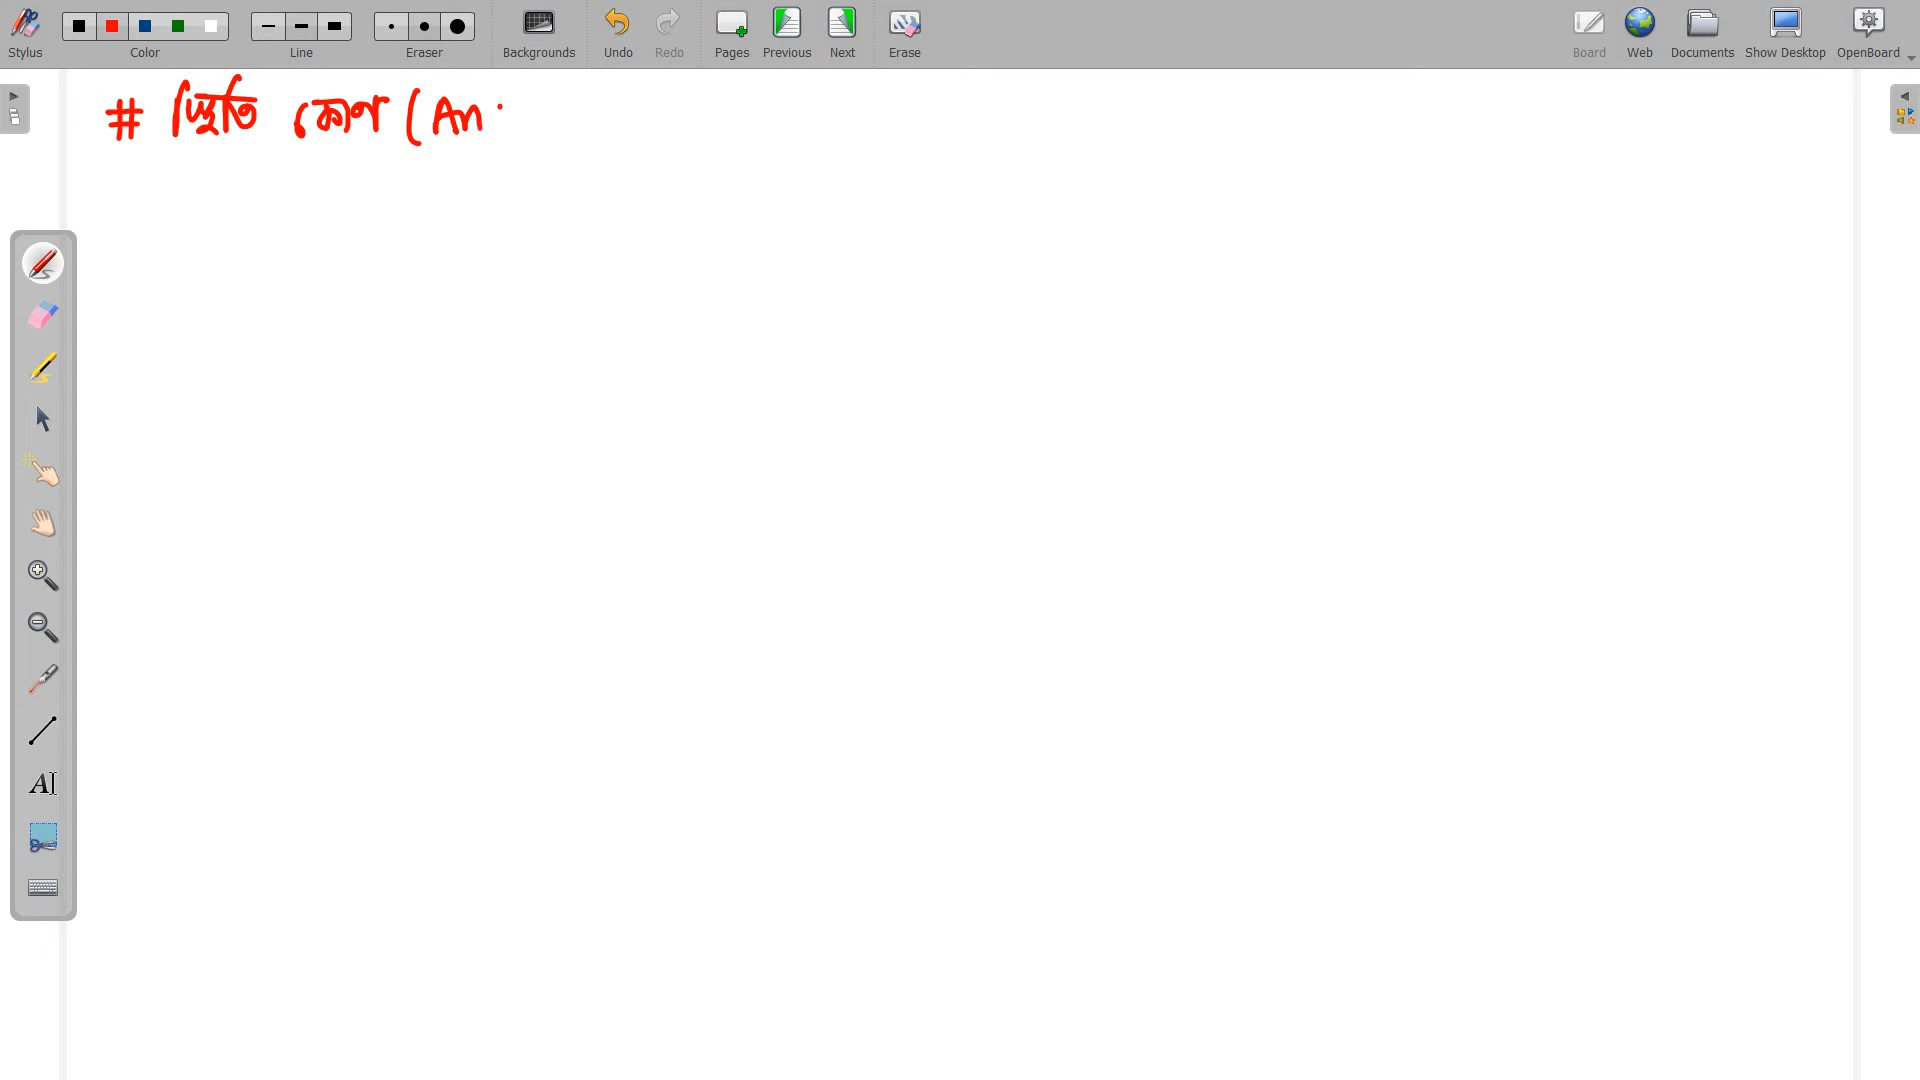 Stylus Color Line Eraser Backgrounds Undo Redo Pages Previous Next Erase Board Web Documents Show Desktop OpenBoard
# স্থিতি কোণ (An